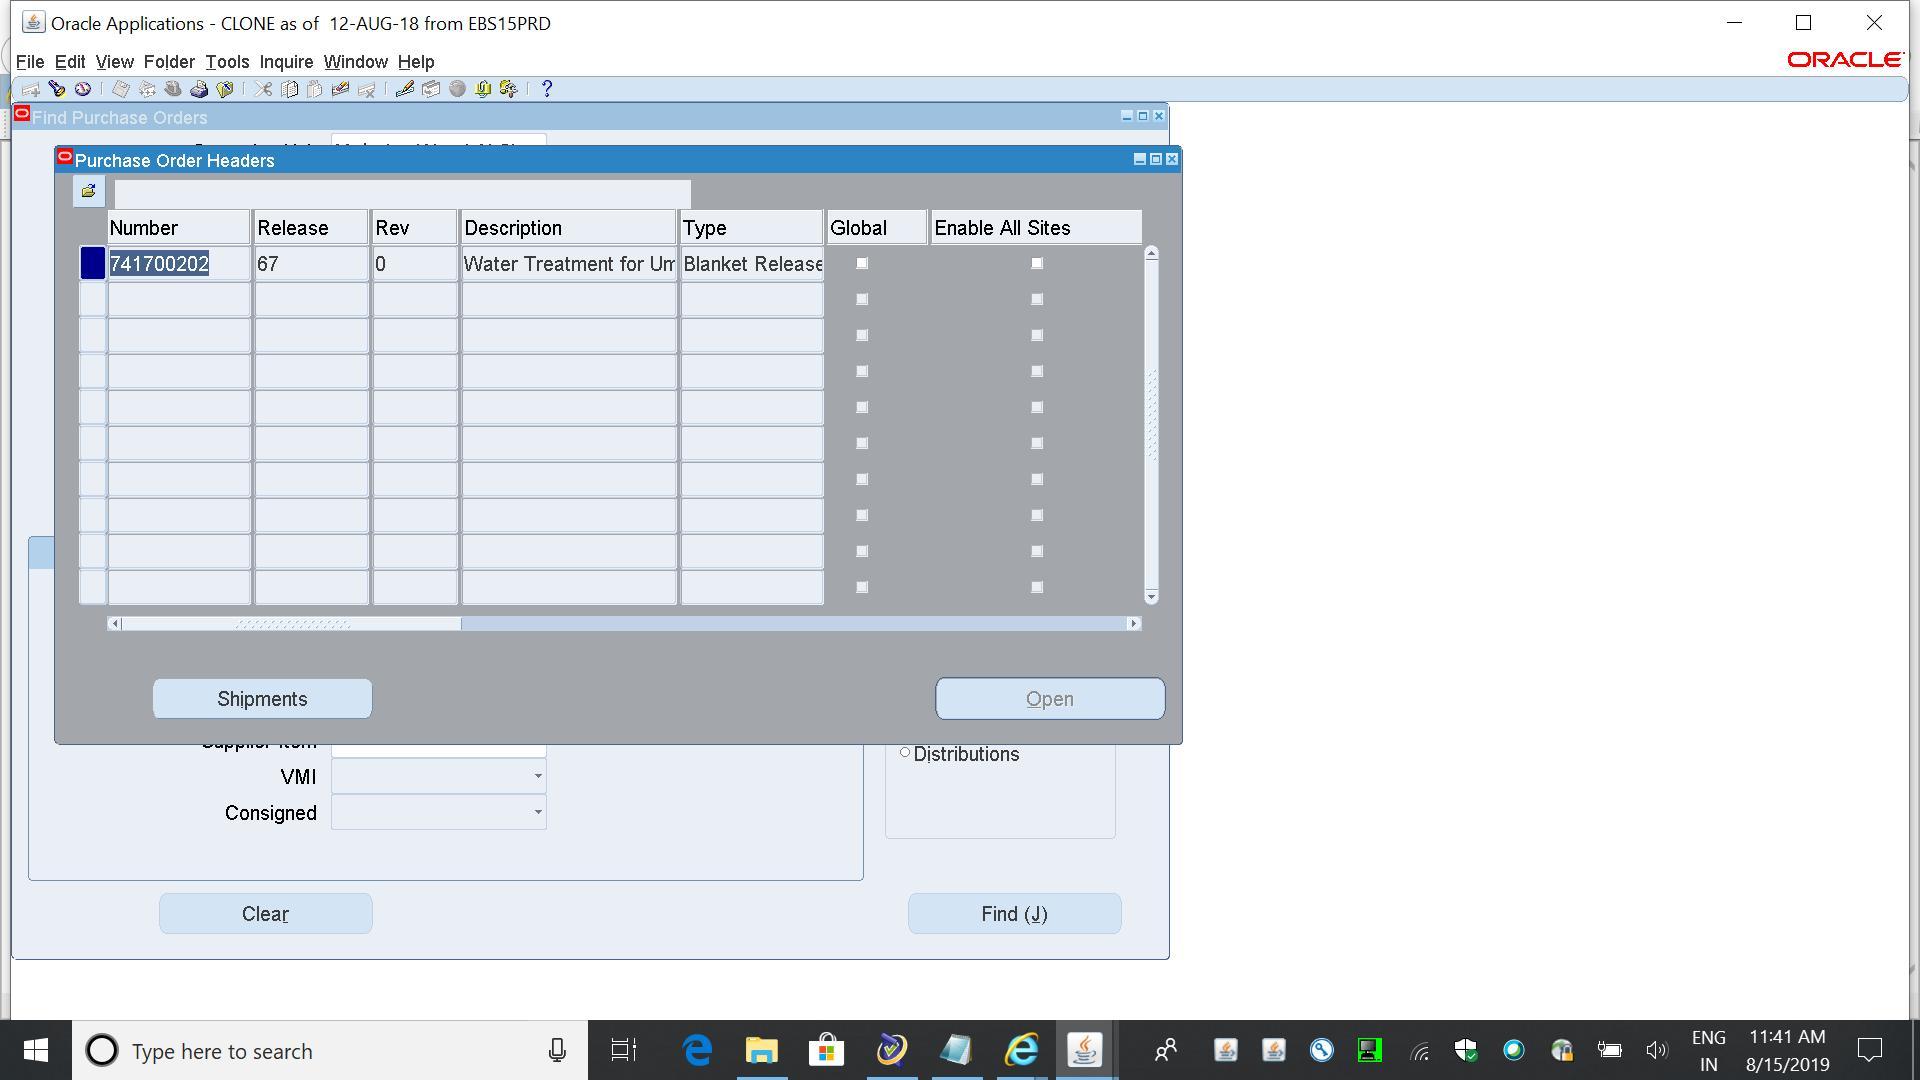 Oracle Applications - CLONE as of 12-AUG-18 from EBS15PRD
File Edit View Folder Tools Inquire Window Help
ORACLE
Find Purchase Orders
Purchase Order Headers
Number Release Rev Description Type Global Enable All Sites
741700202 67 0 Water Treatment for Um Blanket Release
Shipments Open
Supplier Item
Distributions
VMI
Consigned
Clear Find (J)
Type here to search
ENG 11:41 AM
IN 8/15/2019